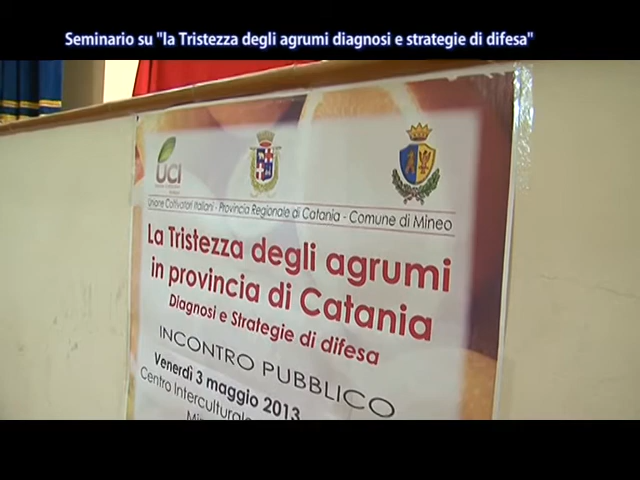 Seminario su "la Tristezza degli agrumi diagnosi e strategie di difesa"
UCI
Unione Coltivatori Italiani - Provincia Regionale di Catania - Comune di Mineo
La Tristezza degli agrumi
in provincia di Catania
Diagnosi e Strategie di difesa
INCONTRO PUBBLICO
Venerdì 3 maggio 2013
Centro Interculturale